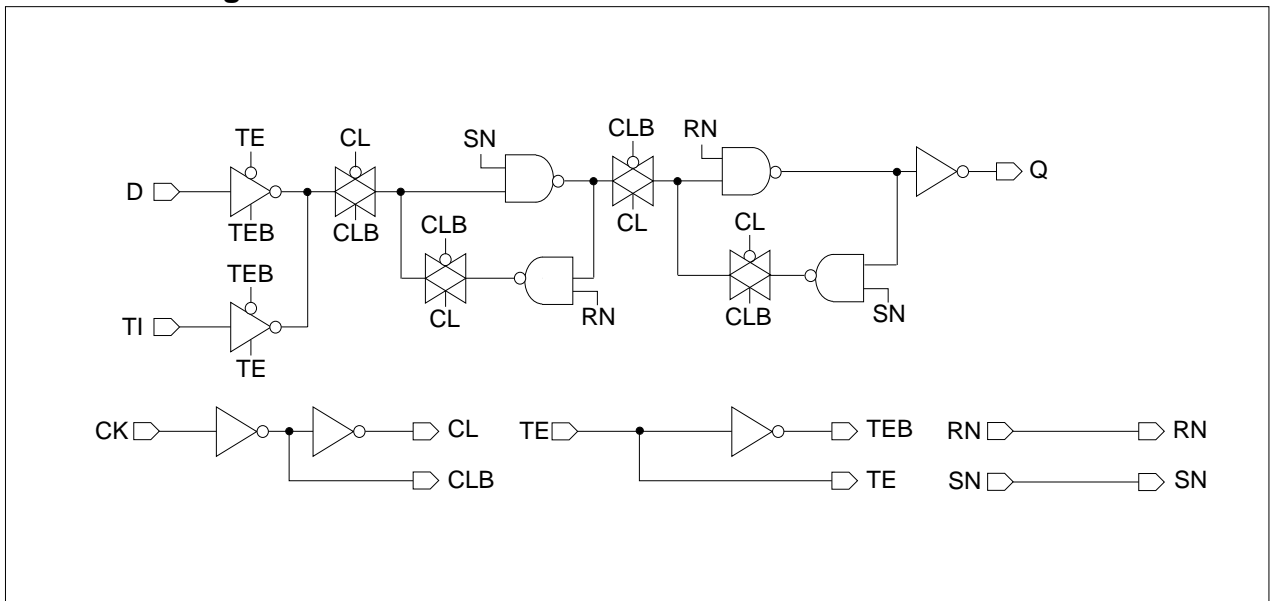 TE CL SN CLB RN
D Q
TEB CLB CLB CL CL
TEB
TI CL RN CLB SN
TE
CK CL TE TEB RN RN
CLB TE SN SN